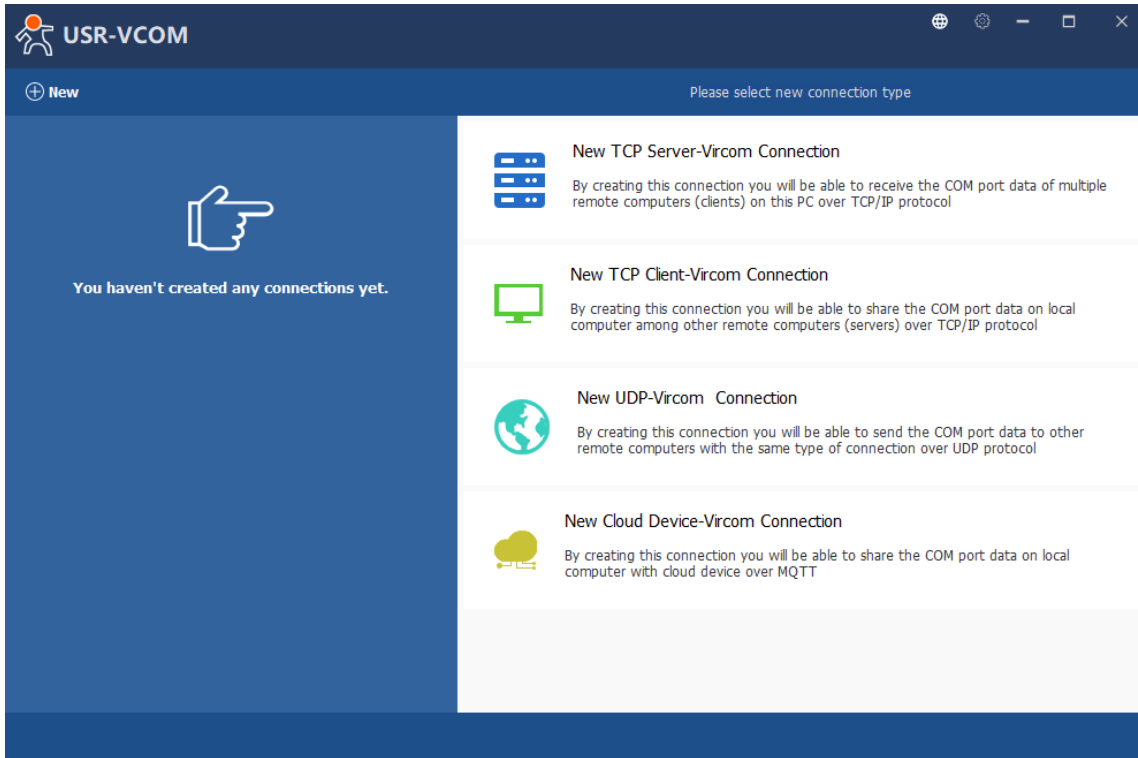 USR-VCOM
New
Please select new connection type
You haven't created any connections yet.
New TCP Server-Vircom Connection
By creating this connection you will be able to receive the COM port data of multiple
remote computers (clients) on this PC over TCP/IP protocol
New TCP Client-Vircom Connection
By creating this connection you will be able to share the COM port data on local
computer among other remote computers (servers) over TCP/IP protocol
New UDP-Vircom  Connection
By creating this connection you will be able to send the COM port data to other
remote computers with the same type of connection over UDP protocol
New Cloud Device-Vircom Connection
By creating this connection you will be able to share the COM port data on local
computer with cloud device over MQTT